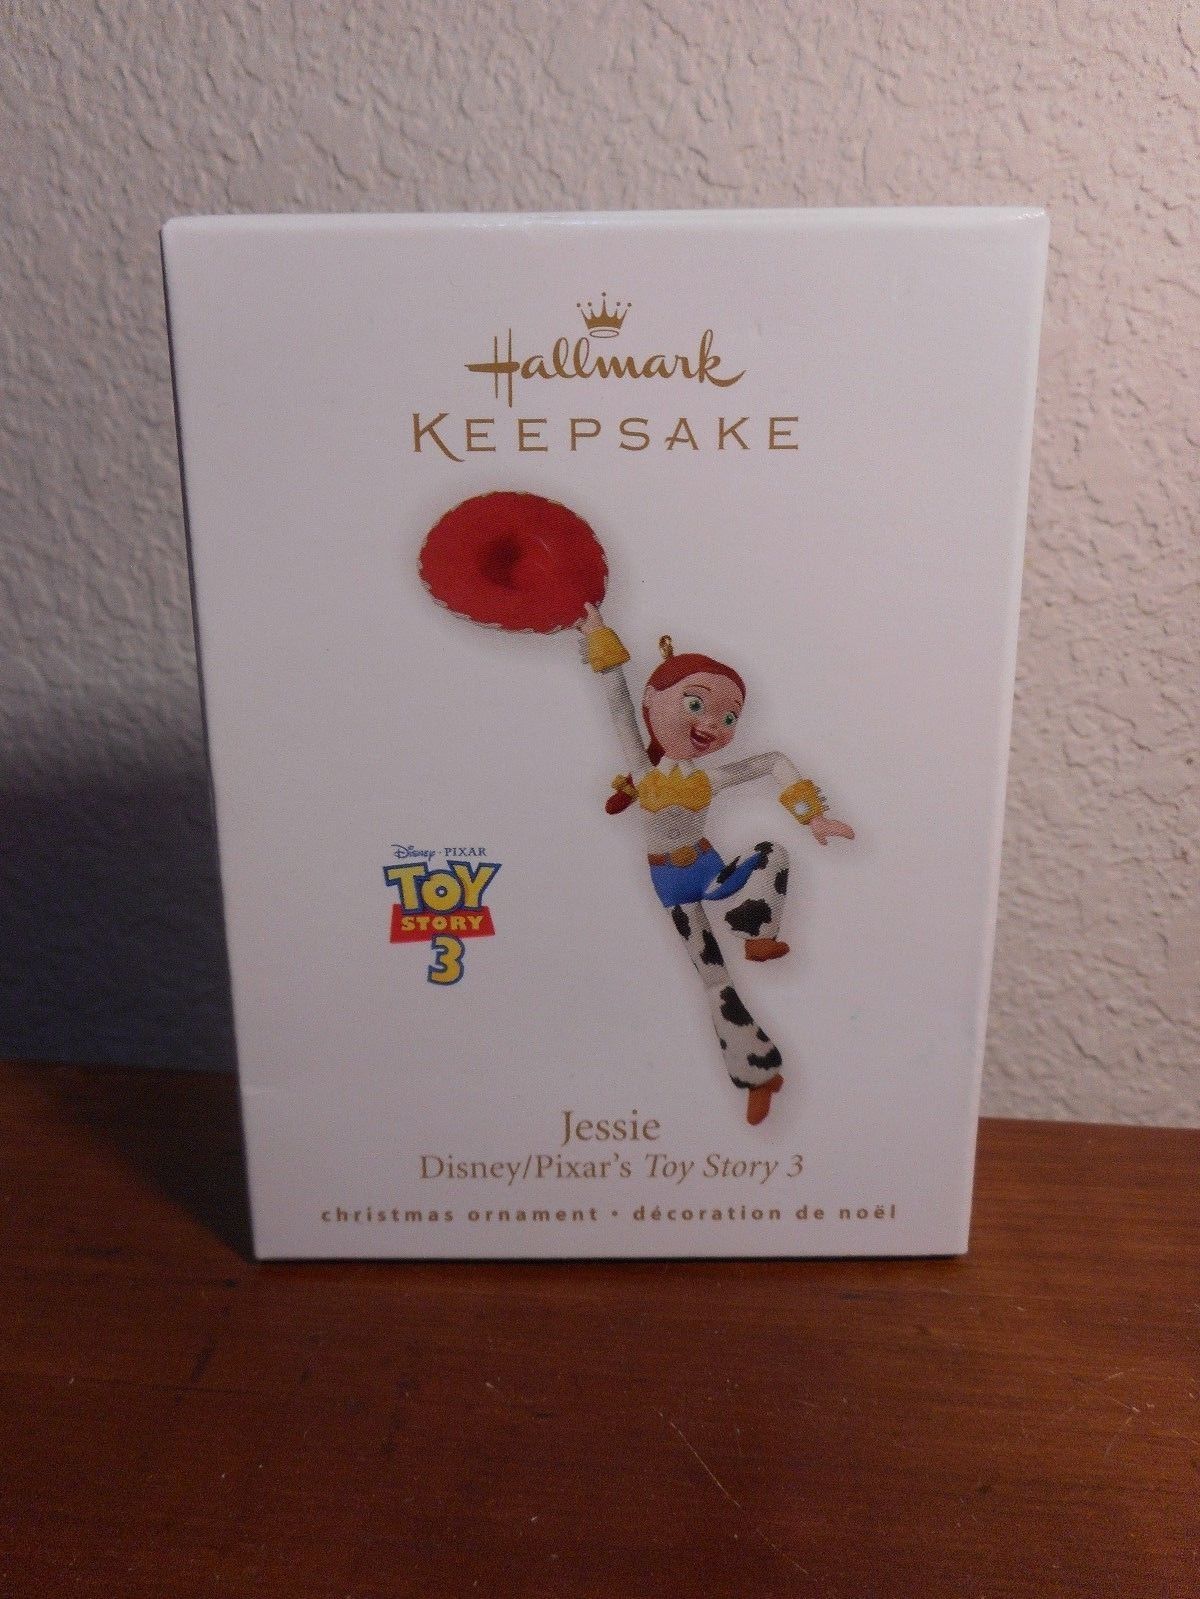 Hallmark
KEEPSAKE
Disney · PIXAR
TOY
STORY
3
Jessie
Disney/Pixar's Toy Story 3
christmas ornament • décoration de noël